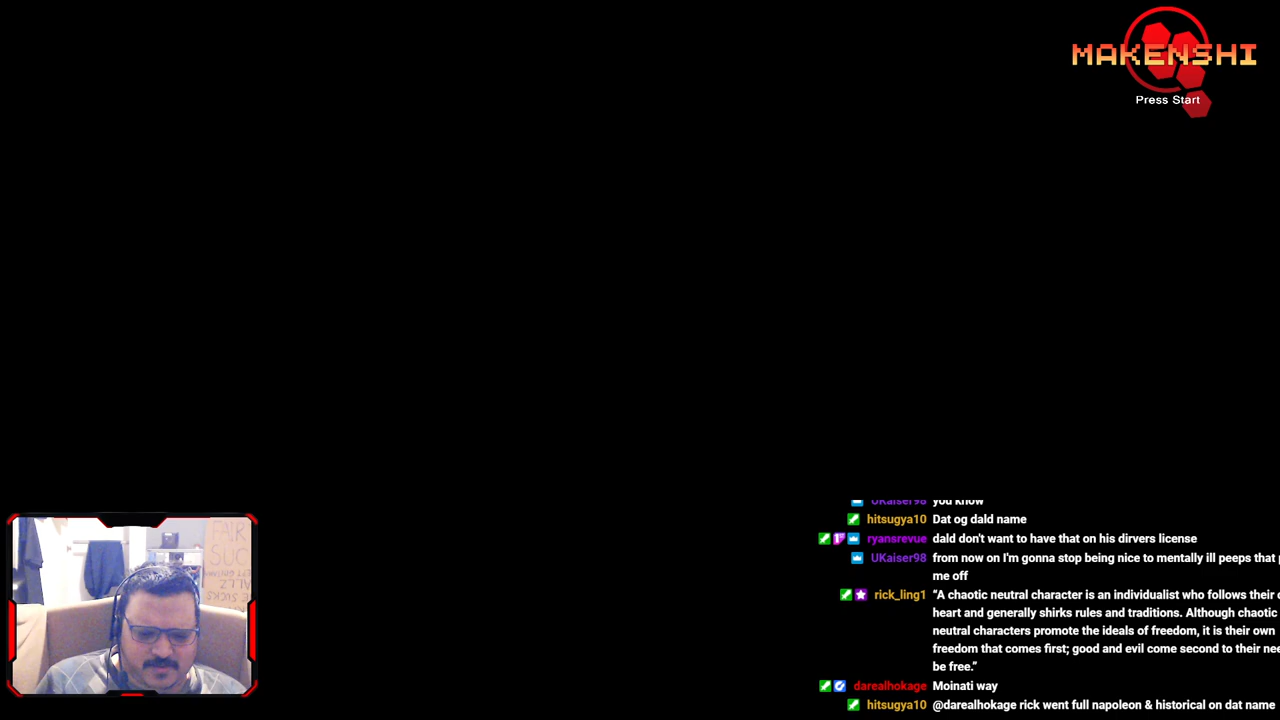 MAKENSHI
Press Start
UKaiser98 you know
hitsugya10 Dat og dald name
ryansrevue dald don't want to have that on his dirvers license
UKaiser98 from now on I'm gonna stop being nice to mentally ill peeps that
me off
rick_ling1 “A chaotic neutral character is an individualist who follows their
heart and generally shirks rules and traditions. Although chaotic
neutral characters promote the ideals of freedom, it is their own
freedom that comes first; good and evil come second to their
be free.”
darealhokage Moinati way
hitsugya10 @darealhokage rick went full napoleon & historical on dat name
FAIR
SUC